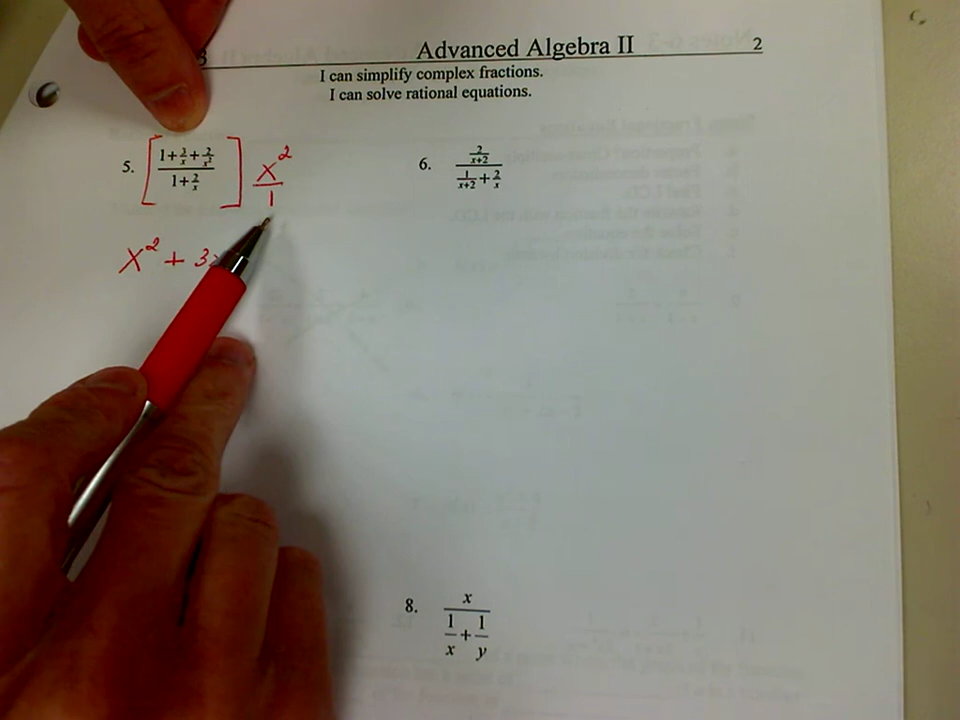 3 Advanced Algebra II 2
I can simplify complex fractions.
I can solve rational equations.
5. [ (1+3/x+2/x²)/(1+2/x) ] x²/1
6. (2/(x+2))/(1/(x+2)+2/x)
x² + 3
8. x/(1/x+1/y)